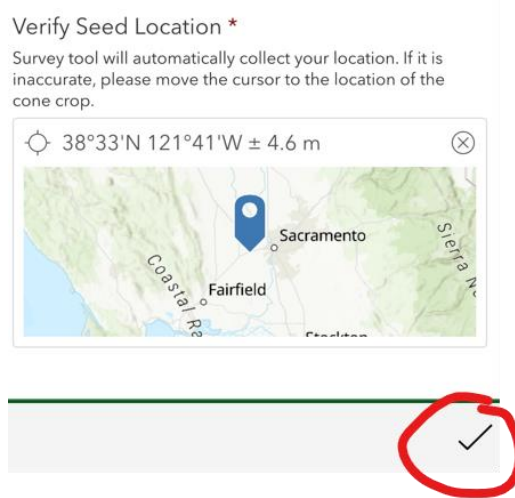 Verify Seed Location *
Survey tool will automatically collect your location. If it is
inaccurate, please move the cursor to the location of the
cone crop.
38°33'N 121°41'W ± 4.6 m
Sacramento
Sierra
Coastal Ra
Fairfield